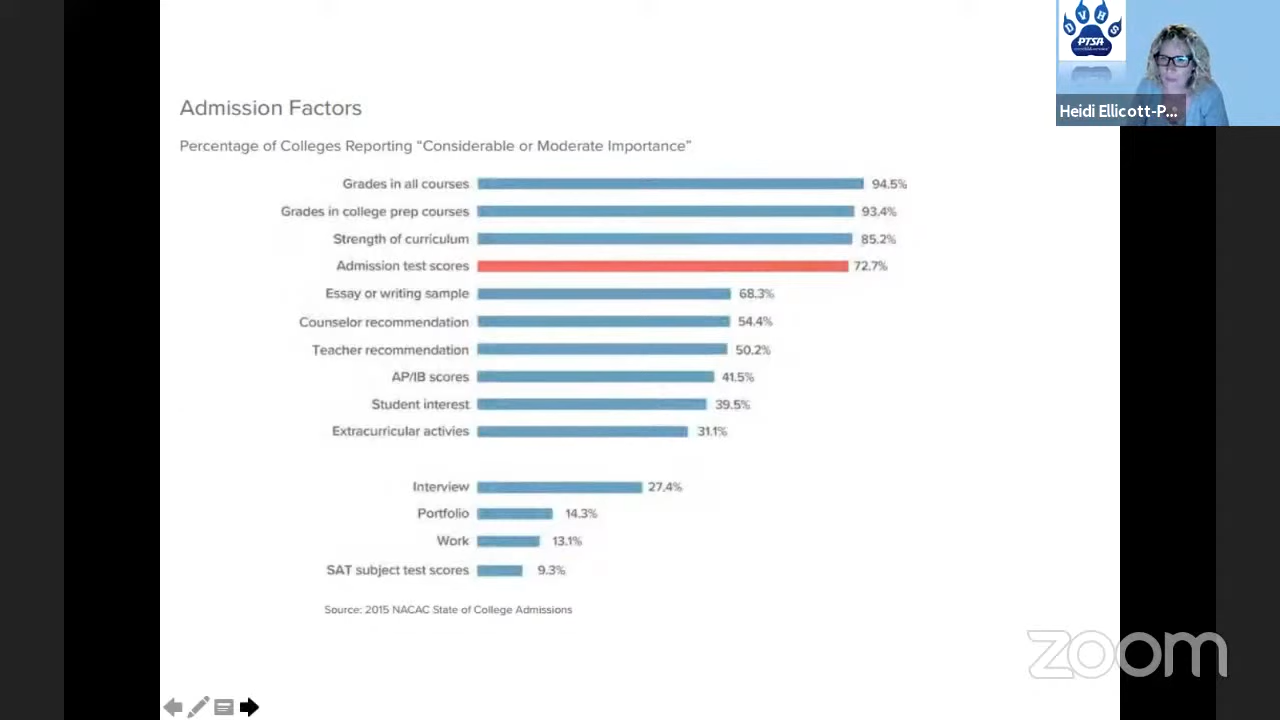 DVHS
PTSA
Heidi Ellicott-P...
Admission Factors
Percentage of Colleges Reporting “Considerable or Moderate Importance”
Grades in all courses 94.5%
Grades in college prep courses 93.4%
Strength of curriculum 85.2%
Admission test scores 72.7%
Essay or writing sample 68.3%
Counselor recommendation 54.4%
Teacher recommendation 50.2%
AP/IB scores 41.5%
Student interest 39.5%
Extracurricular activies 31.1%
Interview 27.4%
Portfolio 14.3%
Work 13.1%
SAT subject test scores 9.3%
Source: 2015 NACAC State of College Admissions
zoom